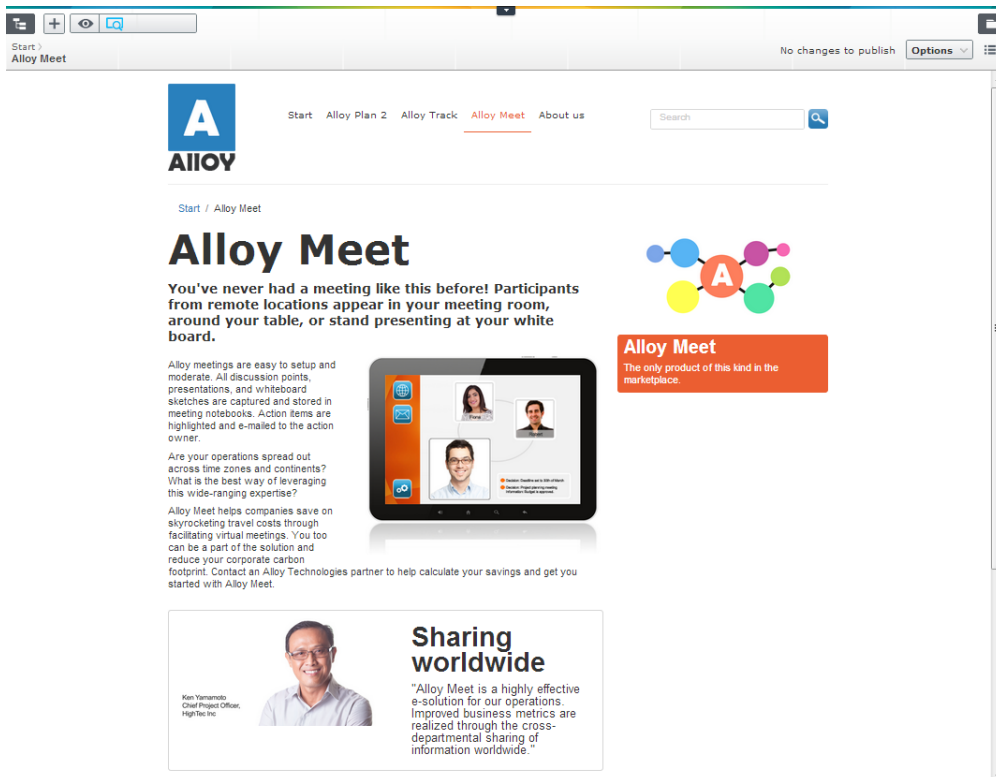 Start >
Alloy Meet
No changes to publish
Options
A
Alloy
Start Alloy Plan 2 Alloy Track Alloy Meet About us
Search
Start / Alloy Meet
Alloy Meet
You've never had a meeting like this before! Participants
from remote locations appear in your meeting room,
around your table, or stand presenting at your white
board.
A
Alloy Meet
The only product of this kind in the
marketplace.
Alloy meetings are easy to setup and
moderate. All discussion points,
presentations, and whiteboard
sketches are captured and stored in
meeting notebooks. Action items are
highlighted and e-mailed to the action
owner.
Are your operations spread out
across time zones and continents?
What is the best way of leveraging
this wide-ranging expertise?
Alloy Meet helps companies save on
skyrocketing travel costs through
facilitating virtual meetings. You too
can be a part of the solution and
reduce your corporate carbon
footprint. Contact an Alloy Technologies partner to help calculate your savings and get you
started with Alloy Meet.
Fiona
Decision: Project planning meeting
Ken Yamamoto
Chief Project Officer,
HighTec Inc
Sharing
worldwide
"Alloy Meet is a highly effective
e-solution for our operations.
Improved business metrics are
realized through the cross-
departmental sharing of
information worldwide."